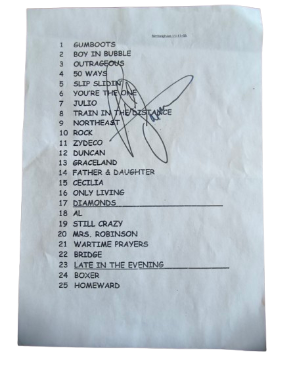 1 GUMBOOTS
2 BOY IN BUBBLE
3 OUTRAGEOUS
4 50 WAYS
5 SLIP SLIDIN'
6 YOU'RE THE ONE
7 JULIO
8 TRAIN IN THE DISTANCE
9 NORTHEAST
10 ROCK
11 ZYDECO
12 DUNCAN
13 GRACELAND
14 FATHER & DAUGHTER
15 CECILIA
16 ONLY LIVING
17 DIAMONDS
18 AL
19 STILL CRAZY
20 MRS. ROBINSON
21 WARTIME PRAYERS
22 BRIDGE
23 LATE IN THE EVENING
24 BOXER
25 HOMEWARD